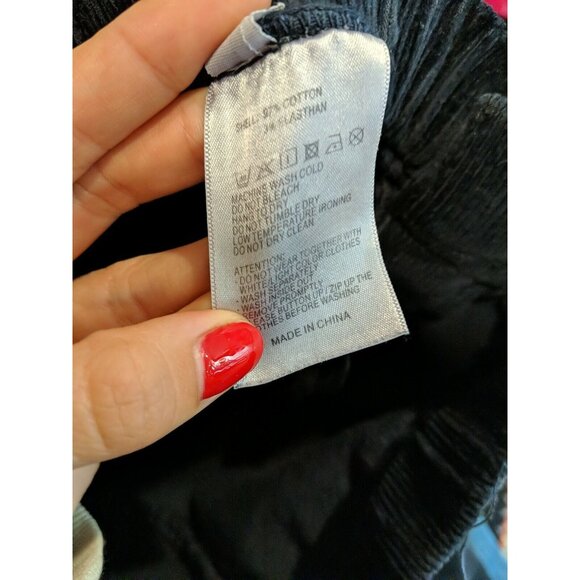 SHELL: 97% COTTON
3% ELASTHAN
MACHINE WASH COLD
DO NOT BLEACH
HANG TO DRY
DO NOT TUMBLE DRY
LOW TEMPERATURE IRONING
DO NOT DRY CLEAN
ATTENTION:
DO NOT WEAR TOGETHER WITH
WHITE/LIGHT COLOR CLOTHES
WASH SEPARATELY
WASH INSIDE OUT
REMOVE PROMPTLY
PLEASE BUTTON UP / ZIP UP THE
CLOTHES BEFORE WASHING
MADE IN CHINA